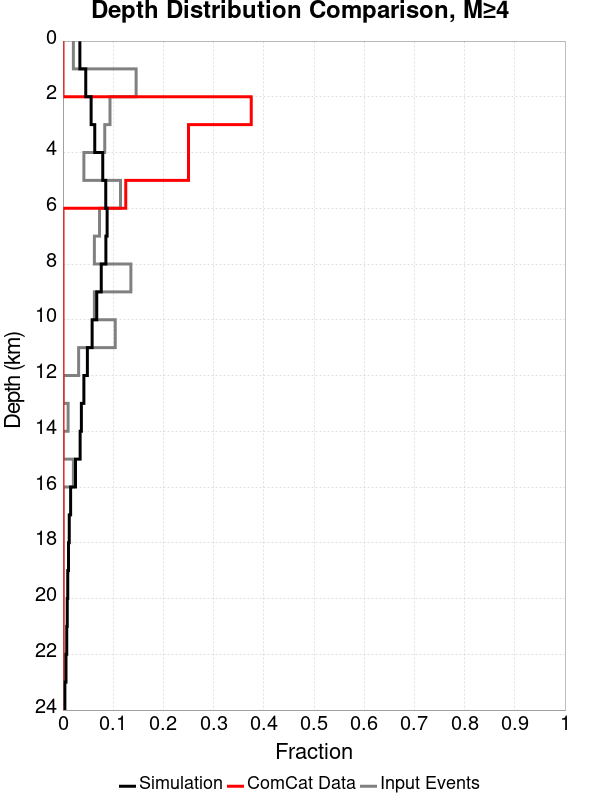 Depth Distribution Comparison, M≥4
0
2
4
6
8
10
12
14
16
18
20
22
24
Depth (km)
0 0.1 0.2 0.3 0.4 0.5 0.6 0.7 0.8 0.9 1
Fraction
Simulation ComCat Data Input Events